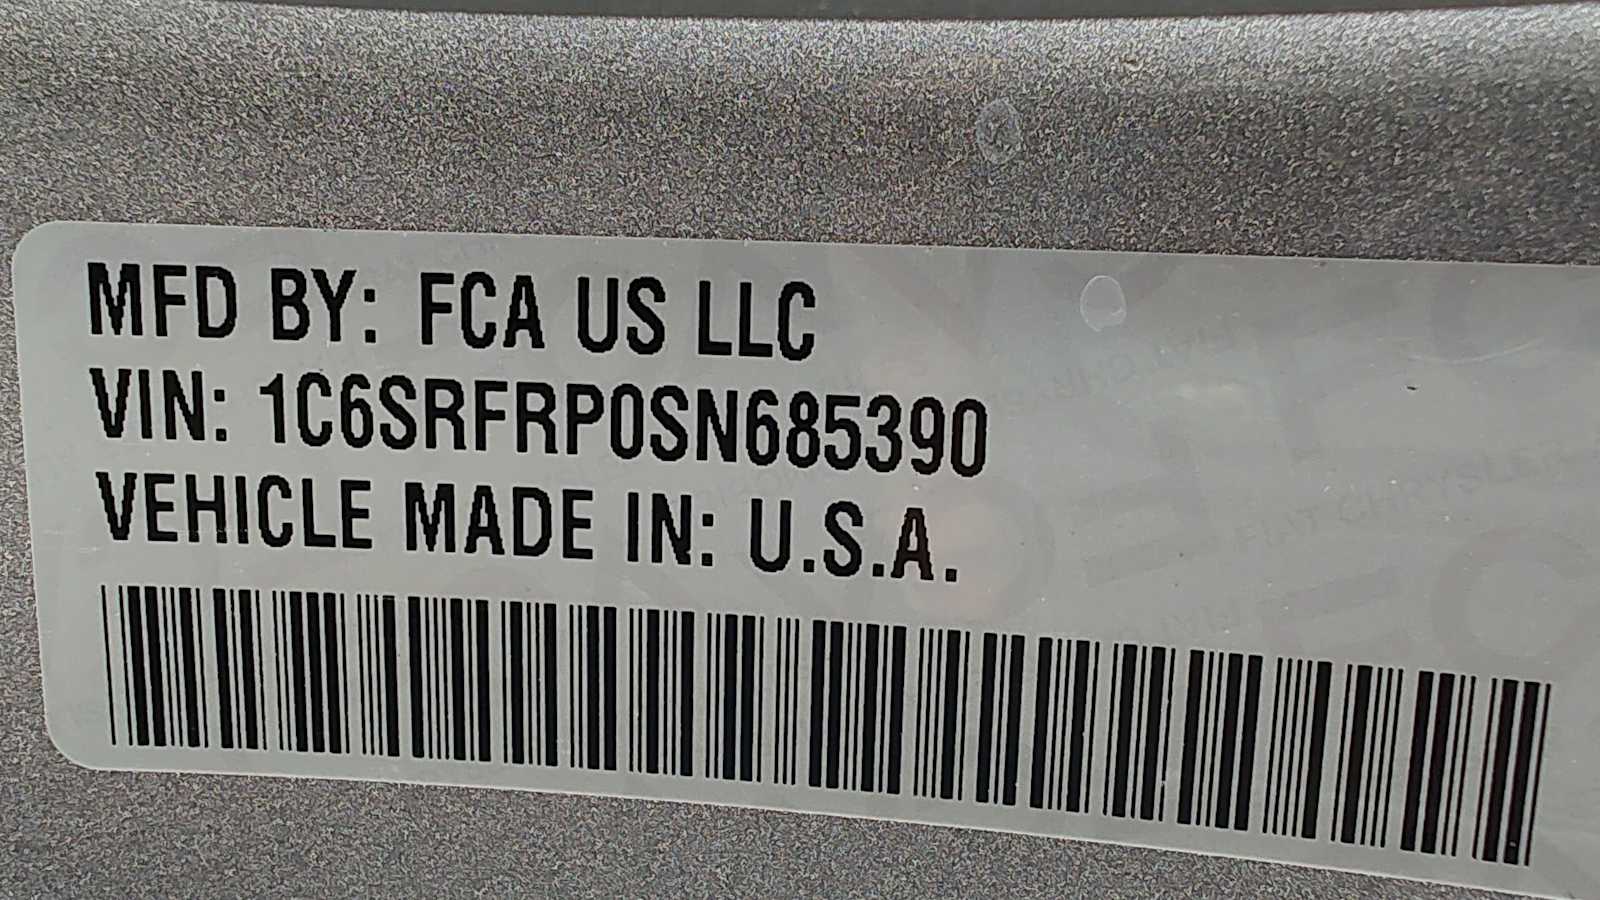 MFD BY: FCA US LLC
VIN: 1C6SRFRP0SN685390
VEHICLE MADE IN: U.S.A.